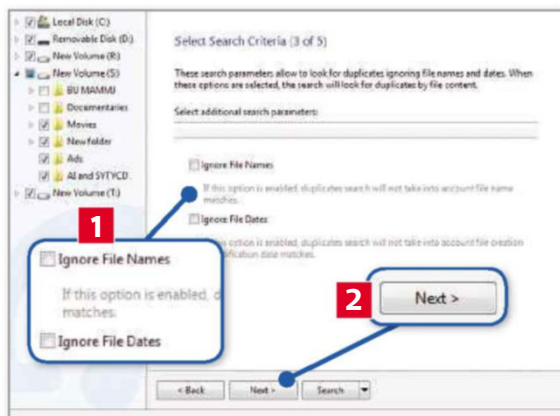 Local Disk (C:)
Removable Disk (D:)
New Volume (R:)
New Volume (S:)
BU MAMMJ
Documentaries
Movies
New folder
Ads
AI and SYTYCD
New Volume (T:)
Select Search Criteria (3 of 5)
These search parameters allow to look for duplicates ignoring file names and dates. When
these options are selected, the search will look for duplicates by file content.
Select additional search parameters:
Ignore File Names
If this option is enabled, duplicates search will not take into account file name
matches.
Ignore File Dates
option is enabled, duplicates search will not take into account file creation
modification date matches.
1
Ignore File Names
If this option is enabled, d
matches.
Ignore File Dates
2
Next >
< Back
Next >
Search